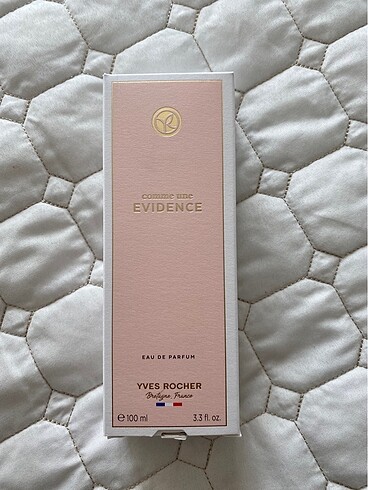 comme une
EVIDENCE
EAU DE PARFUM
YVES ROCHER
Bretagne, France
℮ 100 ml 3.3 fl. oz.